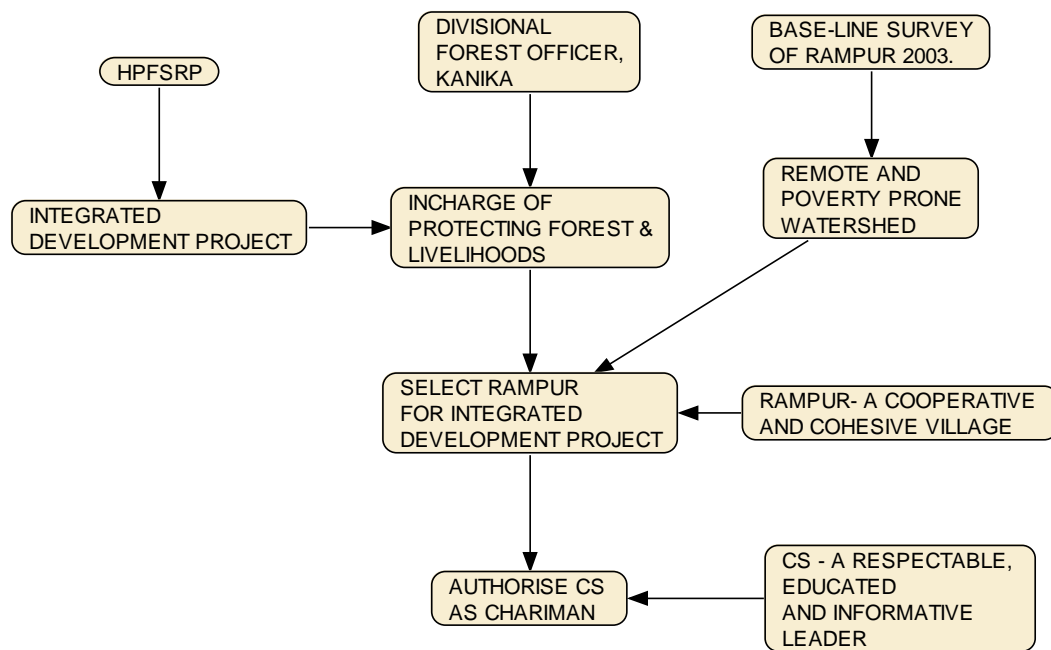 DIVISIONAL
FOREST OFFICER,
KANIKA
BASE-LINE SURVEY
OF RAMPUR 2003.
HPFSRP
INTEGRATED
DEVELOPMENT PROJECT
INCHARGE OF
PROTECTING FOREST &
LIVELIHOODS
REMOTE AND
POVERTY PRONE
WATERSHED
SELECT RAMPUR
FOR INTEGRATED
DEVELOPMENT PROJECT
RAMPUR- A COOPERATIVE
AND COHESIVE VILLAGE
AUTHORISE CS
AS CHARIMAN
CS - A RESPECTABLE,
EDUCATED
AND INFORMATIVE
LEADER